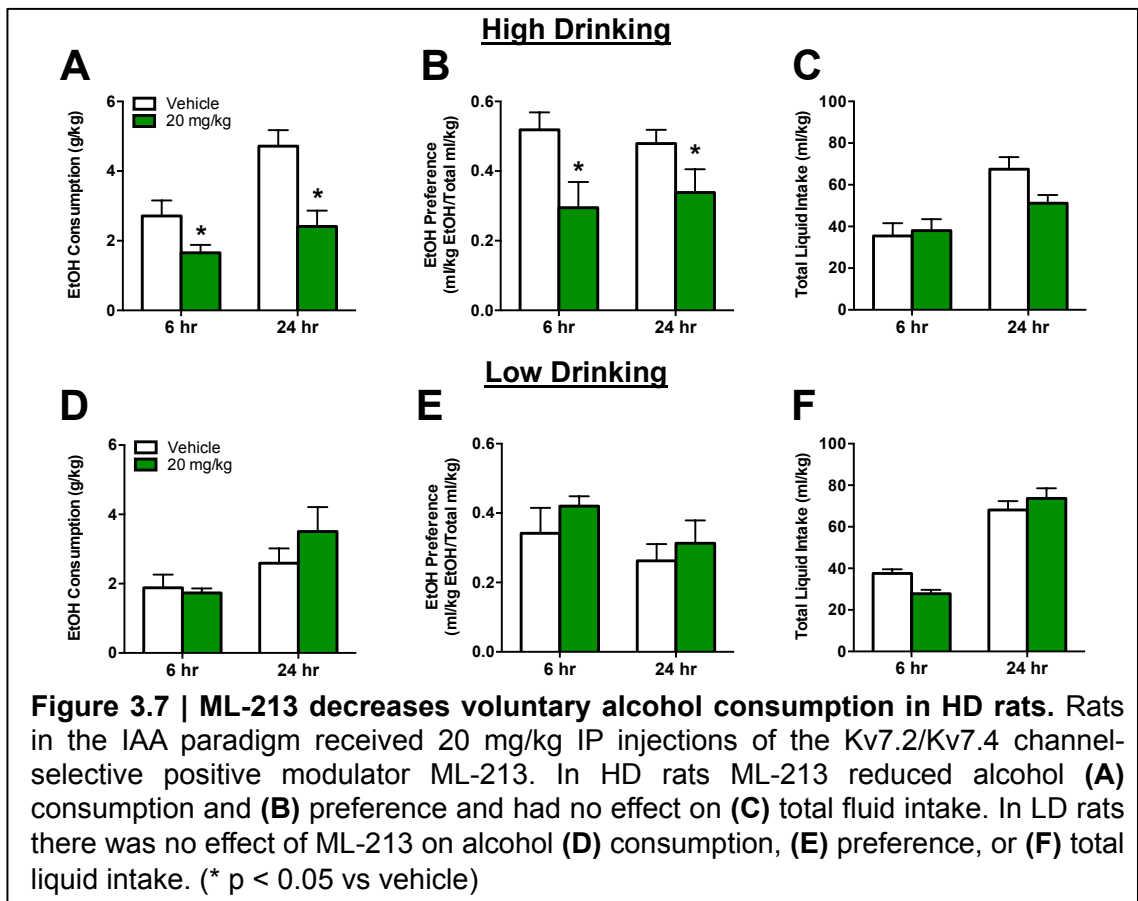 High Drinking
A
B
C
Vehicle
20 mg/kg
EtOH Consumption (g/kg)
6
4
2
0
*
*
6 hr
24 hr
EtOH Preference
(ml/kg EtOH/Total ml/kg)
0.6
0.4
0.2
0.0
*
*
6 hr
24 hr
Total Liquid Intake (ml/kg)
100
80
60
40
20
0
6 hr
24 hr
Low Drinking
D
E
F
Vehicle
20 mg/kg
EtOH Consumption (g/kg)
6
4
2
0
6 hr
24 hr
EtOH Preference
(ml/kg EtOH/Total ml/kg)
0.6
0.4
0.2
0.0
6 hr
24 hr
Total Liquid Intake (ml/kg)
100
80
60
40
20
0
6 hr
24 hr
Figure 3.7 | ML-213 decreases voluntary alcohol consumption in HD rats. Rats
in the IAA paradigm received 20 mg/kg IP injections of the Kv7.2/Kv7.4 channel-
selective positive modulator ML-213. In HD rats ML-213 reduced alcohol (A)
consumption and (B) preference and had no effect on (C) total fluid intake. In LD rats
there was no effect of ML-213 on alcohol (D) consumption, (E) preference, or (F) total
liquid intake. (* p < 0.05 vs vehicle)